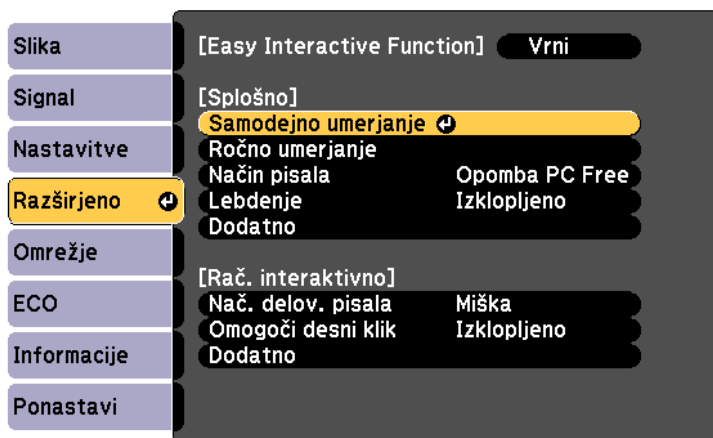 Slika
Signal
Nastavitve
Razširjeno
Omrežje
ECO
Informacije
Ponastavi
[Easy Interactive Function] Vrni
[Splošno]
Samodejno umerjanje
Ročno umerjanje
Način pisala Opomba PC Free
Lebdenje Izklopljeno
Dodatno
[Rač. interaktivno]
Nač. delov. pisala Miška
Omogoči desni klik Izklopljeno
Dodatno